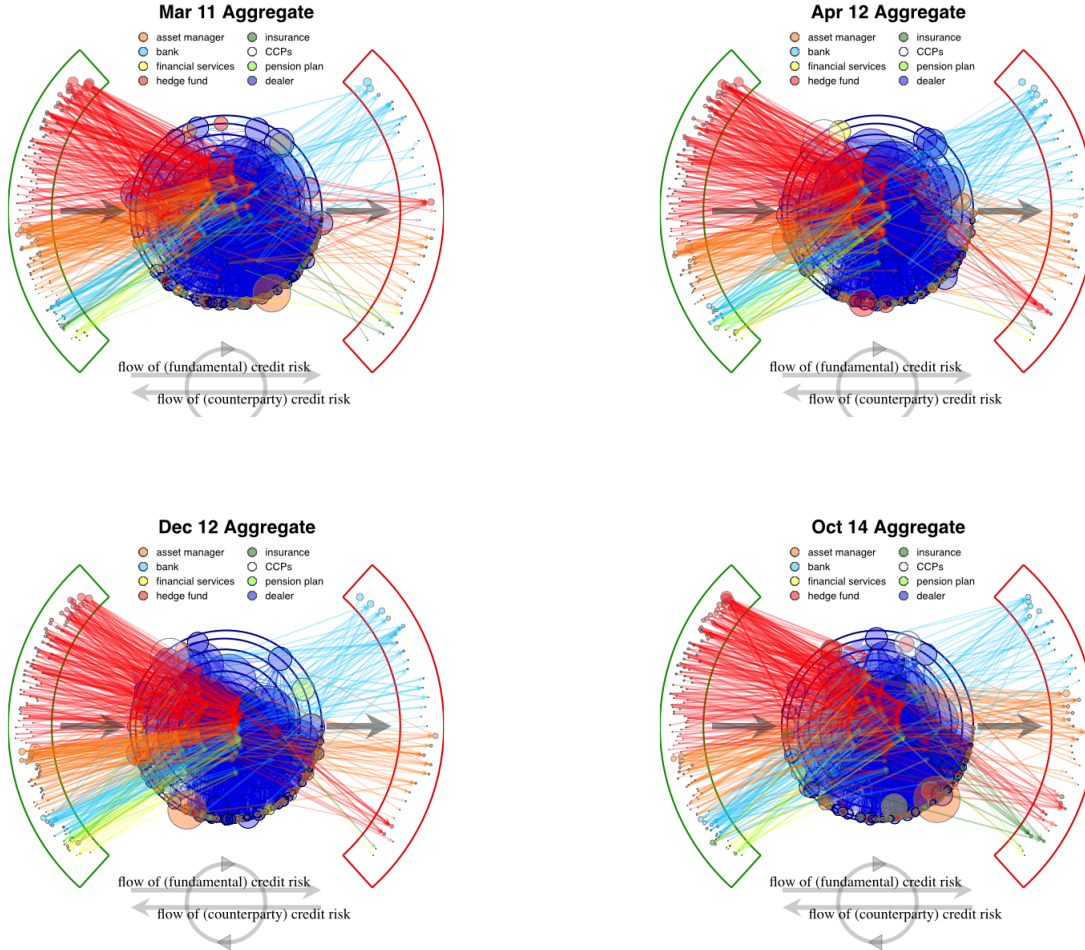 Mar 11 Aggregate
asset manager insurance
bank CCPs
financial services pension plan
hedge fund dealer
flow of (fundamental) credit risk
flow of (counterparty) credit risk
Apr 12 Aggregate
asset manager insurance
bank CCPs
financial services pension plan
hedge fund dealer
flow of (fundamental) credit risk
flow of (counterparty) credit risk
Dec 12 Aggregate
asset manager insurance
bank CCPs
financial services pension plan
hedge fund dealer
flow of (fundamental) credit risk
flow of (counterparty) credit risk
Oct 14 Aggregate
asset manager insurance
bank CCPs
financial services pension plan
hedge fund dealer
flow of (fundamental) credit risk
flow of (counterparty) credit risk